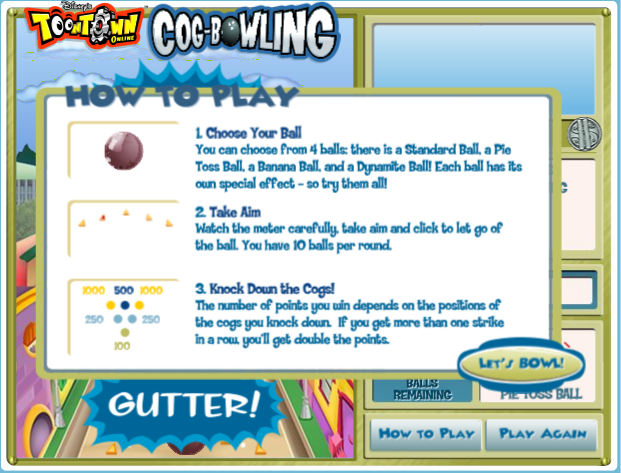 Disney's
TOONTOWN
ONLINE
COG-BOWLING
HOW TO PLAY
1. Choose Your Ball
You can choose from 4 balls: there is a Standard Ball, a Pie
Toss Ball, a Banana Ball, and a Dynamite Ball! Each ball has its
own special effect - so try them all!
2. Take Aim
Watch the meter carefully, take aim and click to let go of
the ball. You have 10 balls per round.
1000 500 1000
250 250
100
3. Knock Down the Cogs!
The number of points you win depends on the positions of
the cogs you knock down. If you get more than one strike
in a row, you'll get double the points.
LET'S BOWL!
GUTTER!
BALLS
REMAINING
PIE TOSS BALL
HOW TO PLAY
PLAY AGAIN